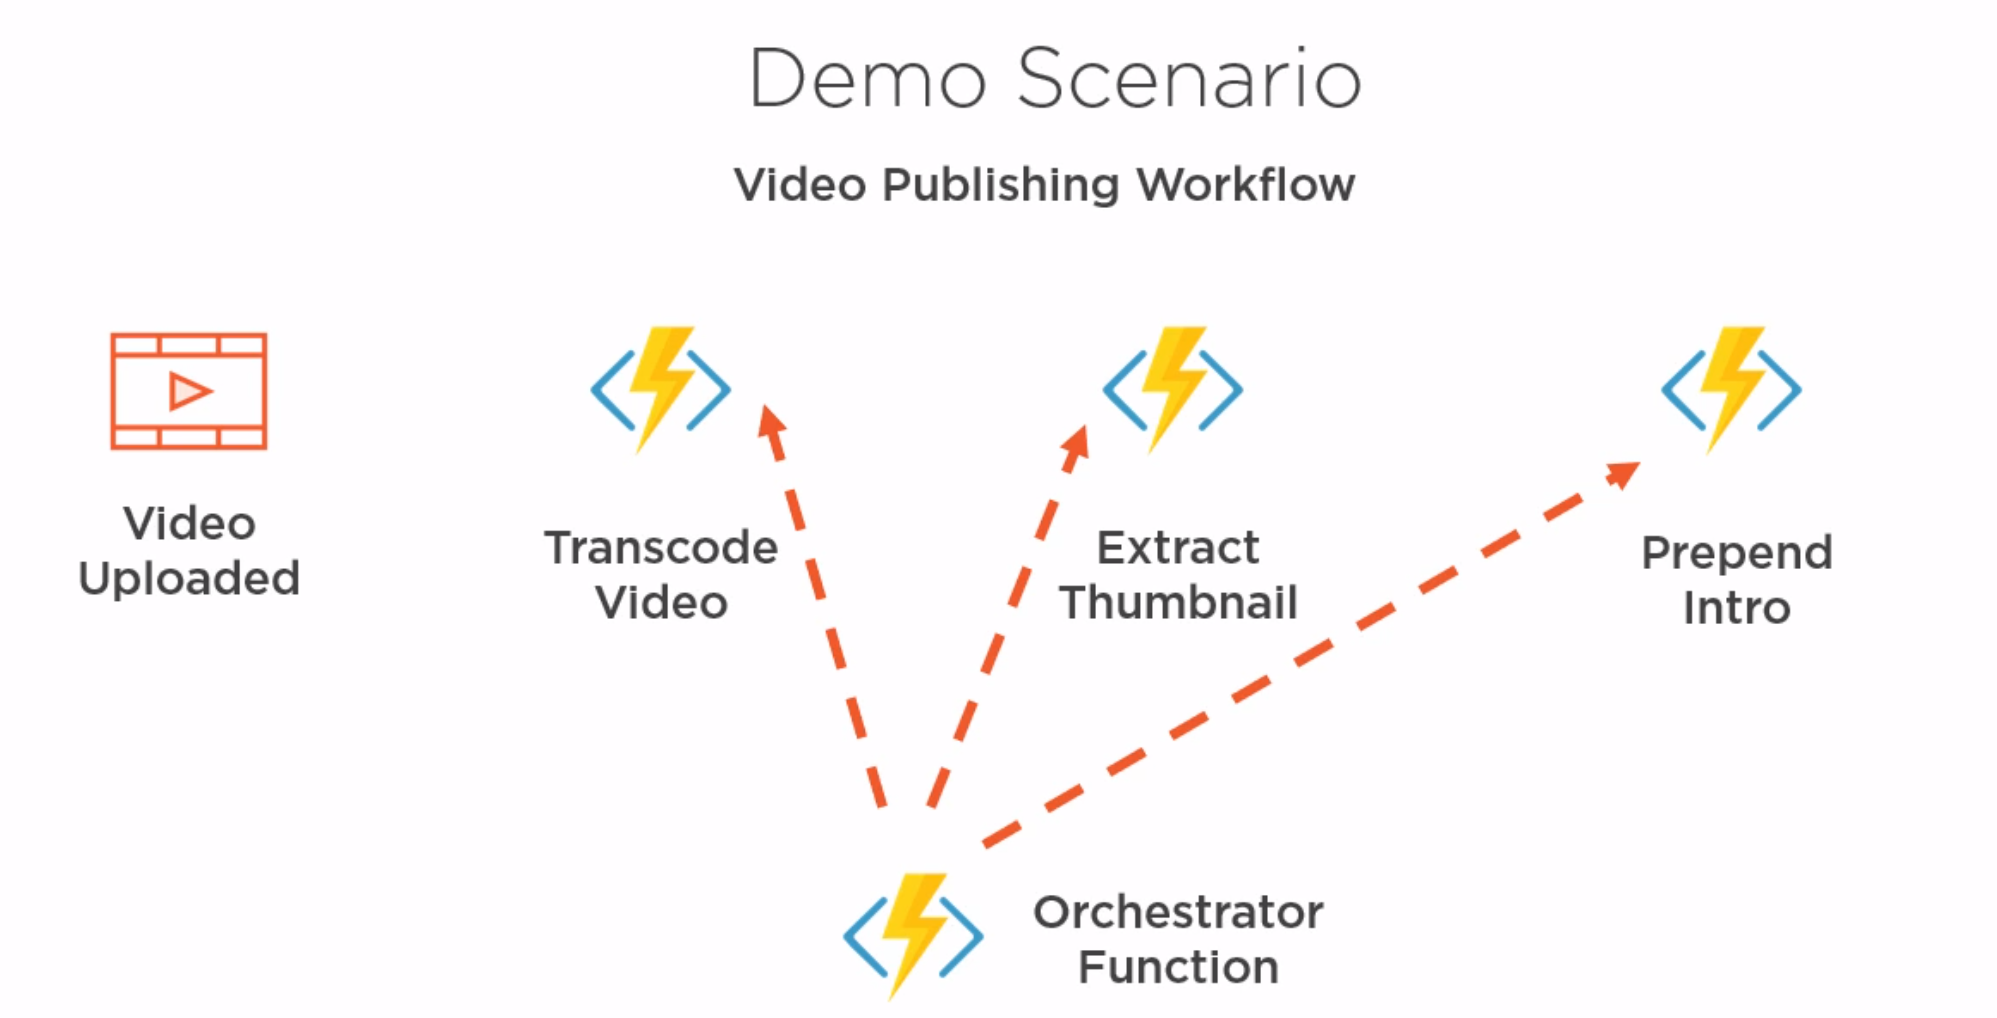 Demo Scenario
Video Publishing Workflow
Video
Uploaded
Transcode
Video
Extract
Thumbnail
Prepend
Intro
Orchestrator
Function